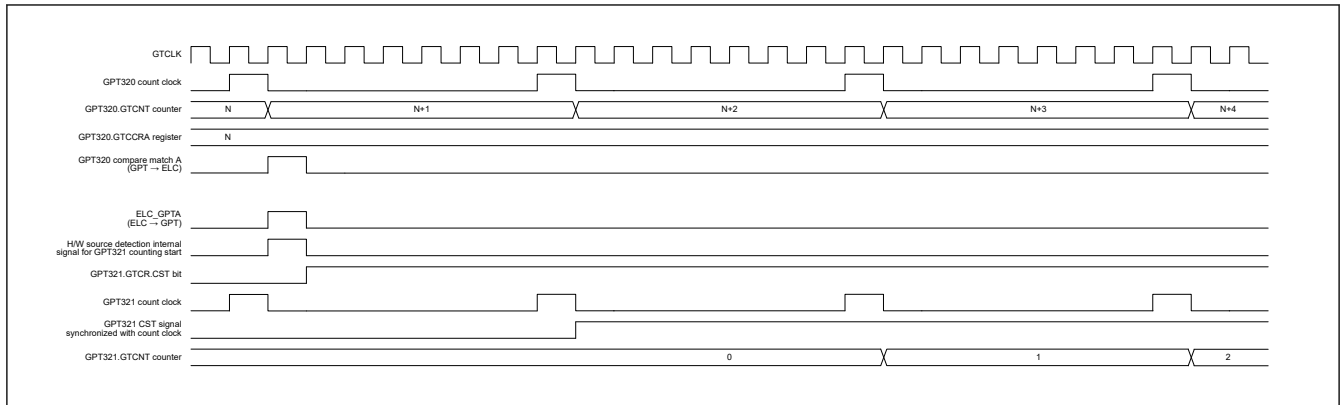 GTCLK
GPT320 count clock
GPT320.GTCNT counter
N
N+1
N+2
N+3
N+4
GPT320.GTCCRA register
N
GPT320 compare match A
(GPT → ELC)
ELC_GPTA
(ELC → GPT)
H/W source detection internal
signal for GPT321 counting start
GPT321.GTCR.CST bit
GPT321 count clock
GPT321 CST signal
synchronized with count clock
GPT321.GTCNT counter
0
1
2